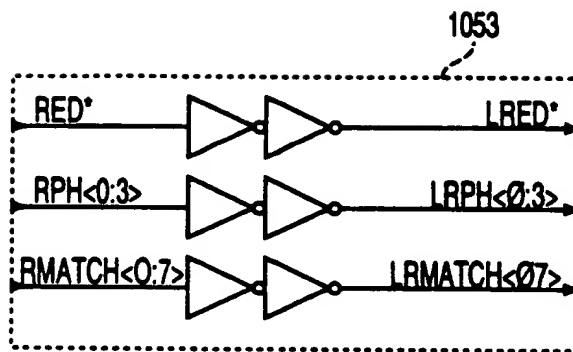 1053
RED* LRED*
RPH<0:3> LRPH<Ø:3>
RMATCH<0:7> LRMATCH<Ø7>